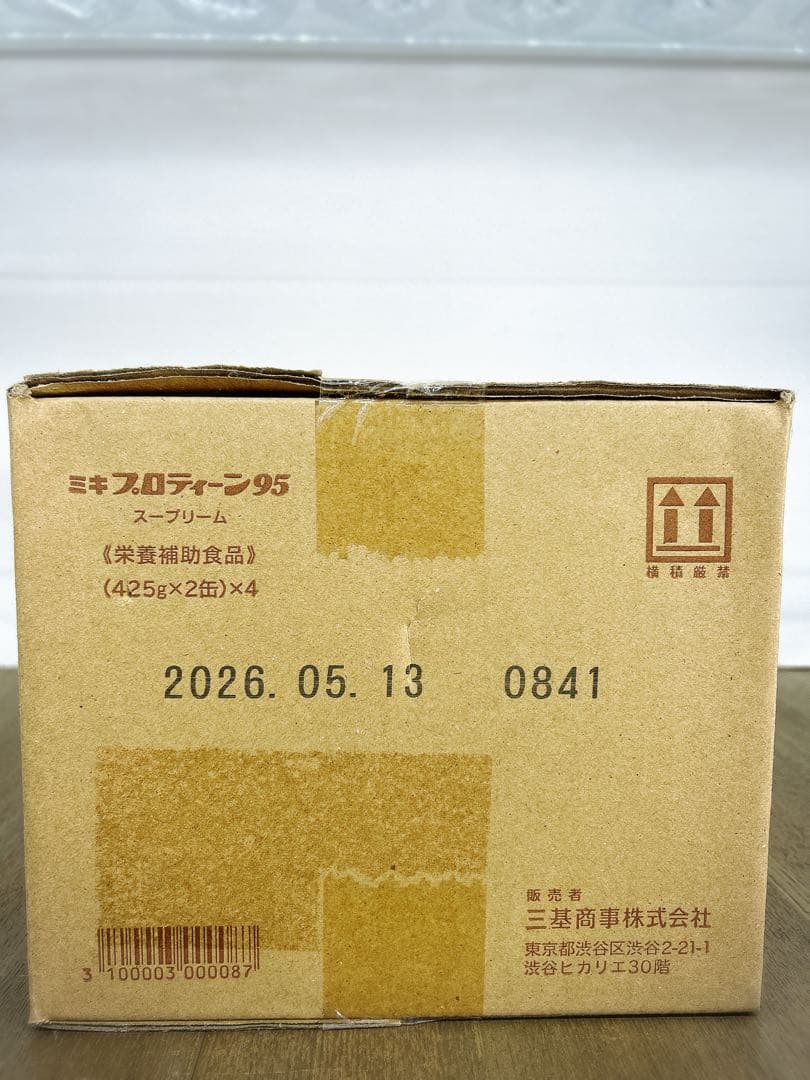 ミキプロティーン95
スープリーム
《栄養補助食品》
(425g×2缶)×4
横積厳禁
2026.05.13 0841
3 100003 000087
販売者
三基商事株式会社
東京都渋谷区渋谷2-21-1
渋谷ヒカリエ30階